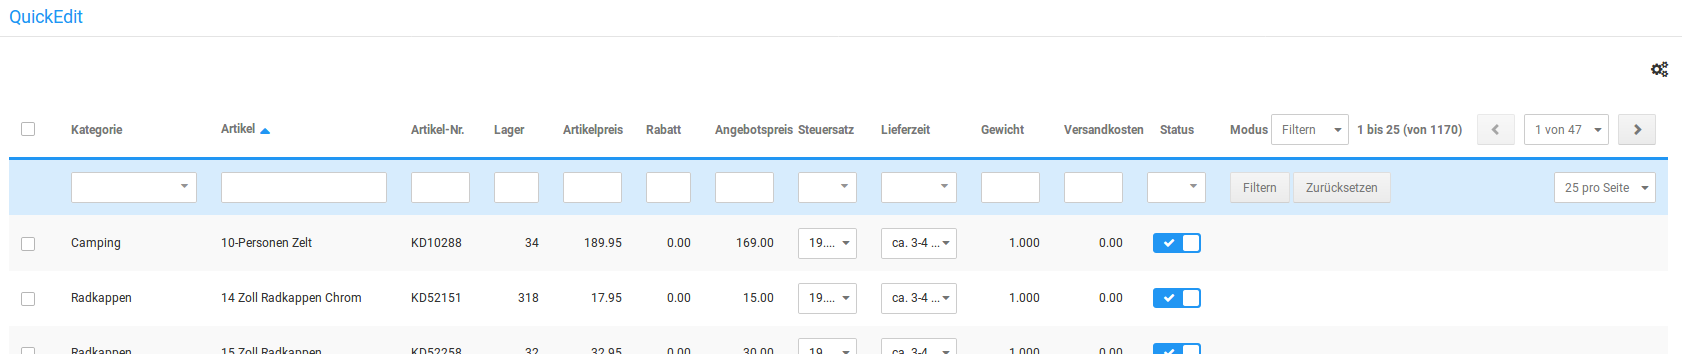 QuickEdit
Kategorie Artikel Artikel-Nr. Lager Artikelpreis Rabatt Angebotspreis Steuersatz Lieferzeit Gewicht Versandkosten Status Modus Filtern 1 bis 25 (von 1170) 1 von 47
Filtern Zurücksetzen 25 pro Seite
Camping 10-Personen Zelt KD10288 34 189.95 0.00 169.00 19.... ca. 3-4 ... 1.000 0.00
Radkappen 14 Zoll Radkappen Chrom KD52151 318 17.95 0.00 15.00 19.... ca. 3-4 ... 1.000 0.00
Radkappen 15 Zoll Radkappen KD52258 32 32.95 0.00 30.00 19.... ca. 3-4 ... 1.000 0.00